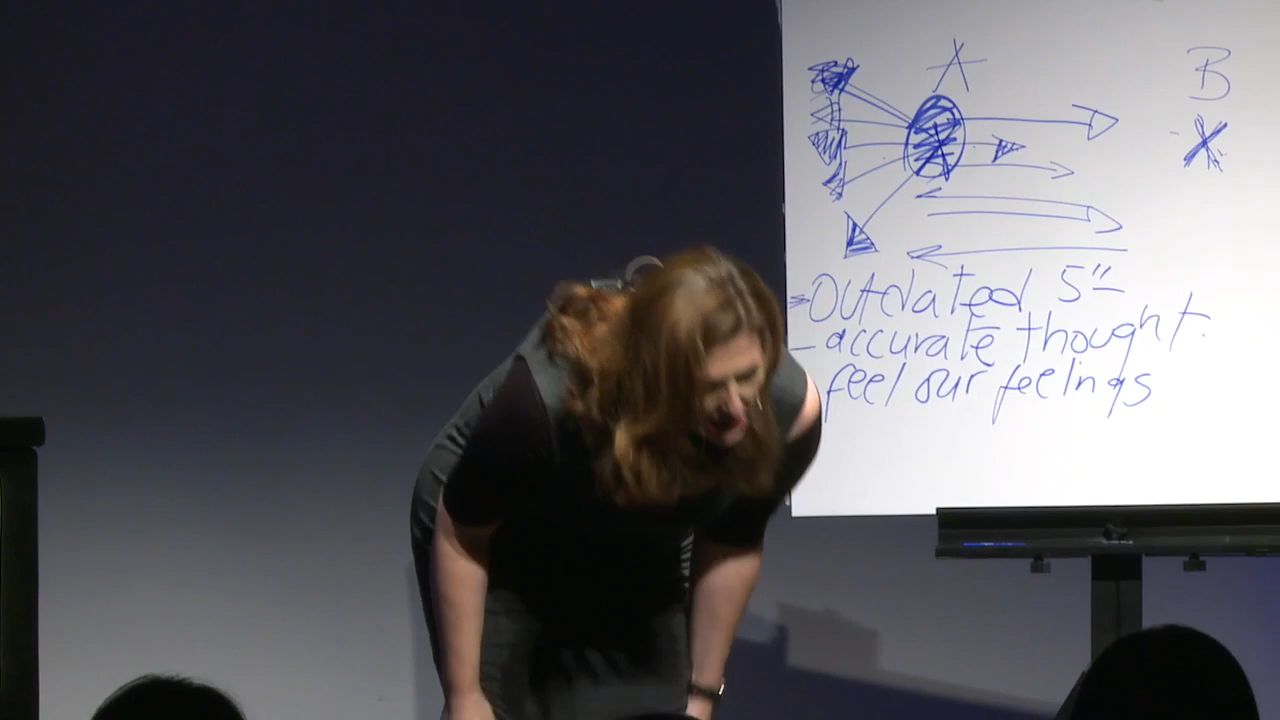 A B
X
Outdated 5"
- accurate thought.
feel our feelings